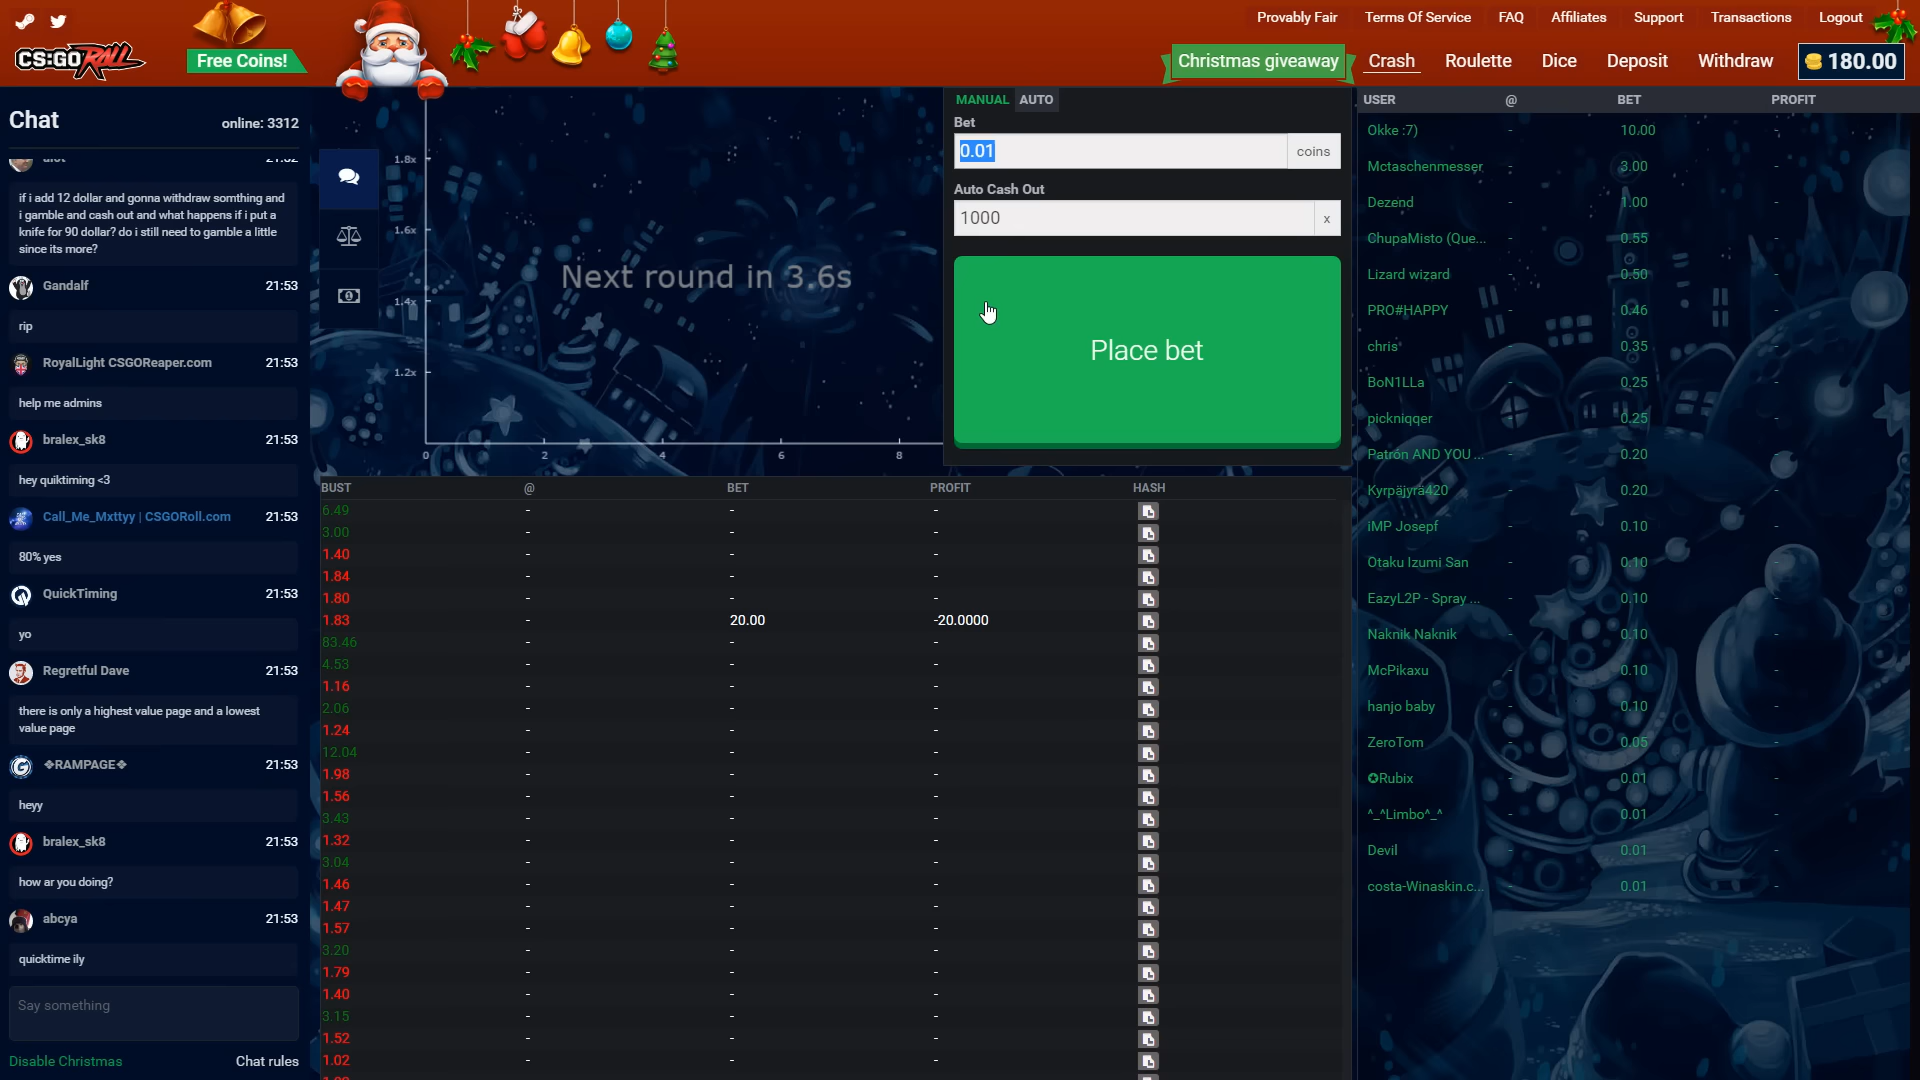 CS:GO ROLL
Free Coins!
Provably Fair
Terms Of Service
FAQ
Affiliates
Support
Transactions
Logout
Christmas giveaway
Crash
Roulette
Dice
Deposit
Withdraw
180.00
Chat
online: 3312
if i add 12 dollar and gonna withdraw somthing and
i gamble and cash out and what happens if i put a
knife for 90 dollar? do i still need to gamble a little
since its more?
Gandalf 21:53
rip
RoyalLight CSGOReaper.com 21:53
help me admins
bralex_sk8 21:53
hey quiktiming <3
Call_Me_Mxttyy | CSGORoll.com 21:53
80% yes
QuickTiming 21:53
yo
Regretful Dave 21:53
there is only a highest value page and a lowest
value page
❖RAMPAGE❖ 21:53
heyy
bralex_sk8 21:53
how ar you doing?
abcya 21:53
quicktime ily
Say something
Disable Christmas
Chat rules
1.8x
1.6x
1.4x
1.2x
0 2 4 6 8
Next round in 3.6s
MANUAL AUTO
Bet
0.01 coins
Auto Cash Out
1000 x
Place bet
BUST @ BET PROFIT HASH
6.49 - - -
3.00 - - -
1.40 - - -
1.84 - - -
1.80 - - -
1.83 - 20.00 -20.0000
83.46 - - -
4.53 - - -
1.16 - - -
2.06 - - -
1.24 - - -
12.04 - - -
1.98 - - -
1.56 - - -
3.43 - - -
1.32 - - -
3.04 - - -
1.46 - - -
1.47 - - -
1.57 - - -
3.20 - - -
1.79 - - -
1.40 - - -
3.15 - - -
1.52 - - -
1.02 - - -
USER @ BET PROFIT
Okke :7) - 10.00 -
Mctaschenmesser - 3.00 -
Dezend - 1.00 -
ChupaMisto (Que... - 0.55 -
Lizard wizard - 0.50 -
PRO#HAPPY - 0.46 -
chris' - 0.35 -
BoN1LLa - 0.25 -
pickniqqer - 0.25 -
Patrón AND YOU ... - 0.20 -
Kyrpäjyrä420 - 0.20 -
iMP Josepf - 0.10 -
Otaku Izumi San - 0.10 -
EazyL2P - Spray ... - 0.10 -
Naknik Naknik - 0.10 -
McPikaxu - 0.10 -
hanjo baby - 0.10 -
ZeroTom - 0.05 -
✪Rubix - 0.01 -
^_^Limbo^_^ - 0.01 -
Devil - 0.01 -
costa-Winaskin.c... - 0.01 -